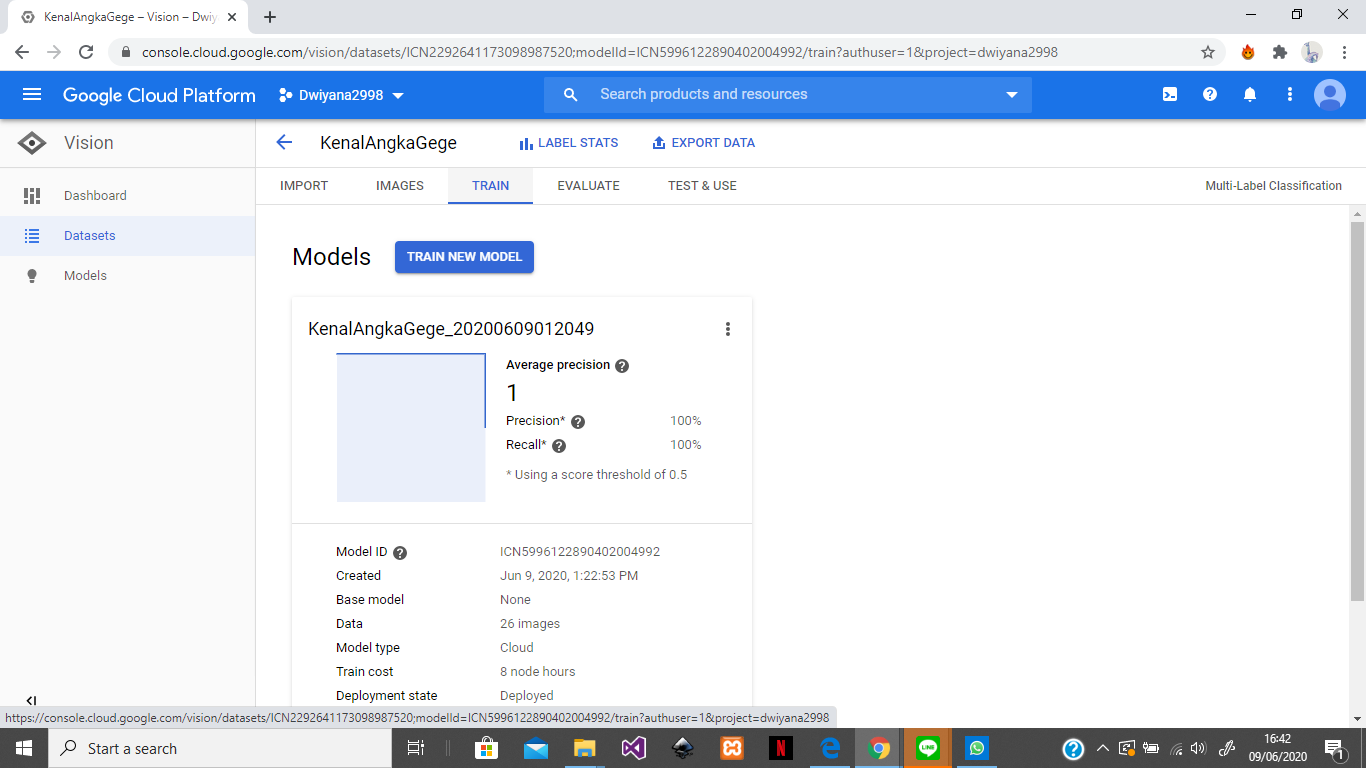 KenalAngkaGege – Vision – Dwiy
console.cloud.google.com/vision/datasets/ICN2292641173098987520;modelId=ICN5996122890402004992/train?authuser=1&project=dwiyana2998
Google Cloud Platform Dwiyana2998 Search products and resources
Vision KenalAngkaGege LABEL STATS EXPORT DATA
IMPORT IMAGES TRAIN EVALUATE TEST & USE Multi-Label Classification
Dashboard
Datasets
Models
Models TRAIN NEW MODEL
KenalAngkaGege_20200609012049
Average precision
1
Precision* 100%
Recall* 100%
* Using a score threshold of 0.5
Model ID ICN5996122890402004992
Created Jun 9, 2020, 1:22:53 PM
Base model None
Data 26 images
Model type Cloud
Train cost 8 node hours
Deployment state Deployed
https://console.cloud.google.com/vision/datasets/ICN2292641173098987520;modelId=ICN5996122890402004992/train?authuser=1&project=dwiyana2998
Start a search
LINE
16:42
09/06/2020
1